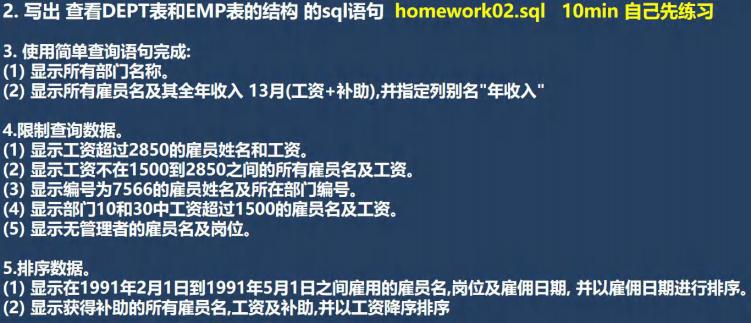 2. 写出 查看DEPT表和EMP表的结构 的sql语句 homework02.sql 10min 自己先练习
3. 使用简单查询语句完成:
(1) 显示所有部门名称。
(2) 显示所有雇员名及其全年收入 13月(工资+补助),并指定列别名"年收入"
4.限制查询数据。
(1) 显示工资超过2850的雇员姓名和工资。
(2) 显示工资不在1500到2850之间的所有雇员名及工资。
(3) 显示编号为7566的雇员姓名及所在部门编号。
(4) 显示部门10和30中工资超过1500的雇员名及工资。
(5) 显示无管理者的雇员名及岗位。
5.排序数据。
(1) 显示在1991年2月1日到1991年5月1日之间雇用的雇员名,岗位及雇佣日期, 并以雇佣日期进行排序。
(2) 显示获得补助的所有雇员名,工资及补助,并以工资降序排序